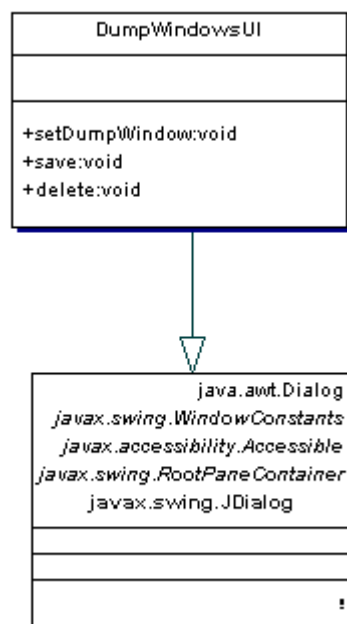 DumpWindowsUI
+setDumpWindow:void
+save:void
+delete:void
java.awt.Dialog
javax.swing.WindowConstants
javax.accessibility.Accessible
javax.swing.RootPaneContainer
javax.swing.JDialog